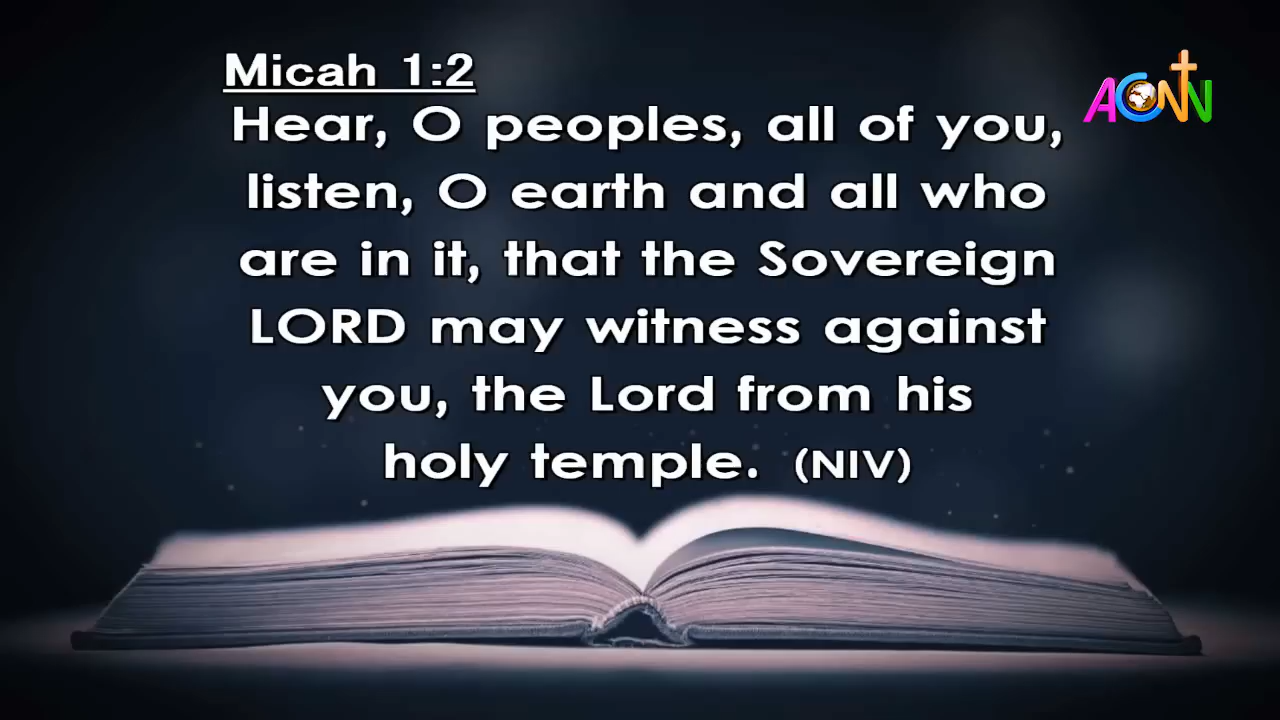 Micah 1:2
Hear, O peoples, all of you,
listen, O earth and all who
are in it, that the Sovereign
LORD may witness against
you, the Lord from his
holy temple. (NIV)
ACNN